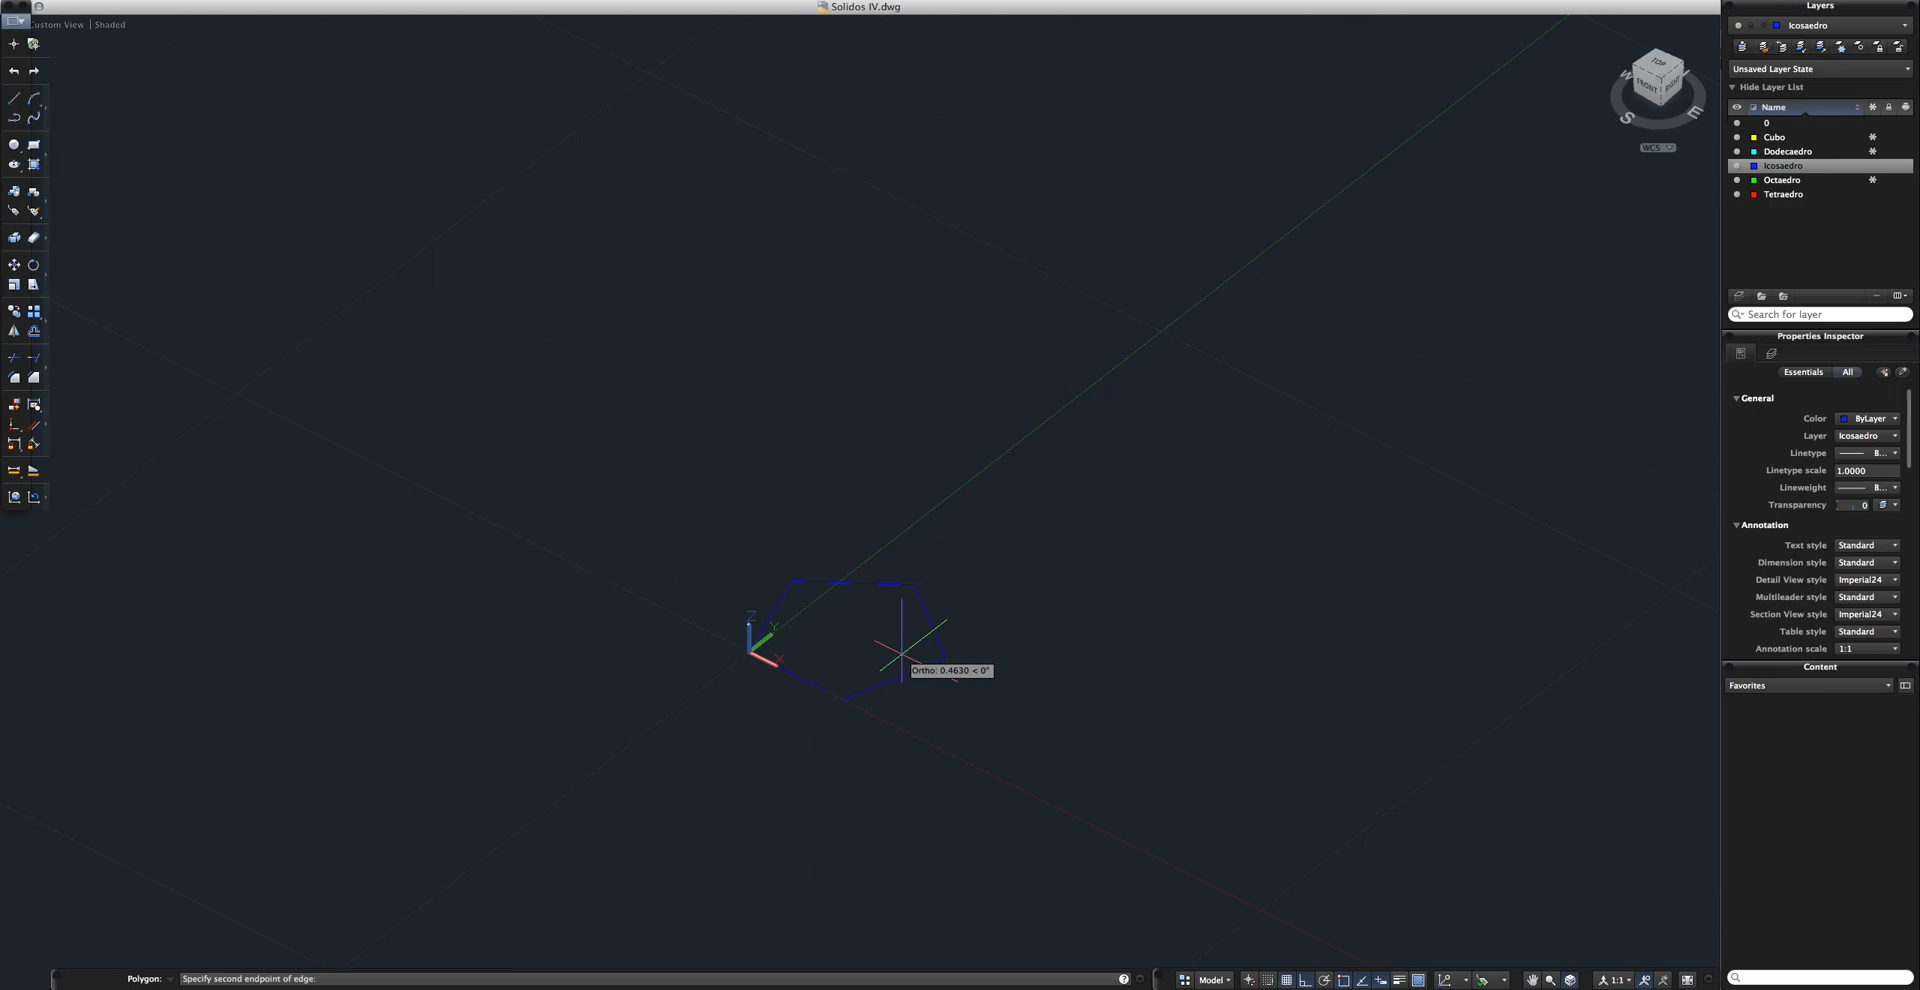 Solidos IV.dwg
Custom View | Shaded
TOP
FRONT
RIGHT
W
S
E
WCS
Z
Y
X
Ortho: 0.4630 < 0°
Polygon:
Specify second endpoint of edge:
Model
1:1
Layers
Icosaedro
Unsaved Layer State
Hide Layer List
Name
0
Cubo
Dodecaedro
Icosaedro
Octaedro
Tetraedro
Search for layer
Properties Inspector
Essentials All
General
Color ByLayer
Layer Icosaedro
Linetype B...
Linetype scale 1.0000
Lineweight B...
Transparency 0
Annotation
Text style Standard
Dimension style Standard
Detail View style Imperial24
Multileader style Standard
Section View style Imperial24
Table style Standard
Annotation scale 1:1
Content
Favorites